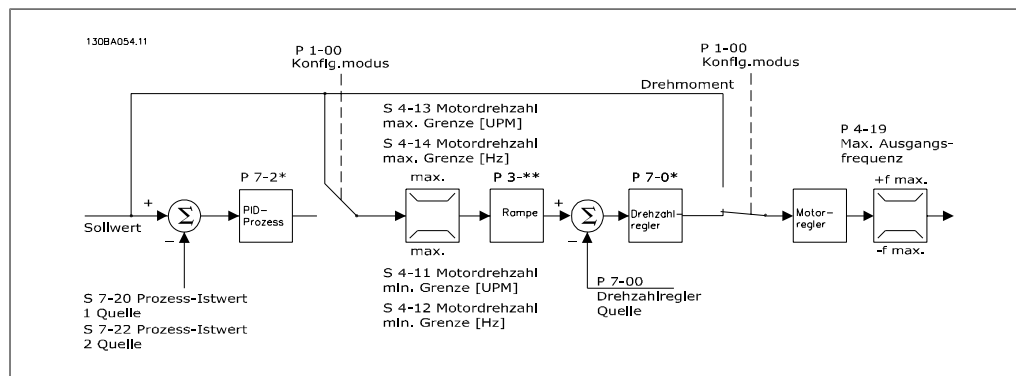 130BA054.11
P 1-00
Konfig.modus
P 1-00
Konfig.modus
Drehmoment
S 4-13 Motordrehzahl
max. Grenze [UPM]
S 4-14 Motordrehzahl
max. Grenze [Hz]
P 4-19
Max. Ausgangs-
frequenz
P 7-2*
max.
P 3-**
P 7-0*
+f max.
+
Σ
−
Sollwert
PID-
Prozess
Rampe
+
Σ
−
Drehzahl-
regler
Motor-
regler
max.
-f max.
S 4-11 Motordrehzahl
min. Grenze [UPM]
S 4-12 Motordrehzahl
min. Grenze [Hz]
P 7-00
Drehzahlregler
Quelle
S 7-20 Prozess-Istwert
1 Quelle
S 7-22 Prozess-Istwert
2 Quelle